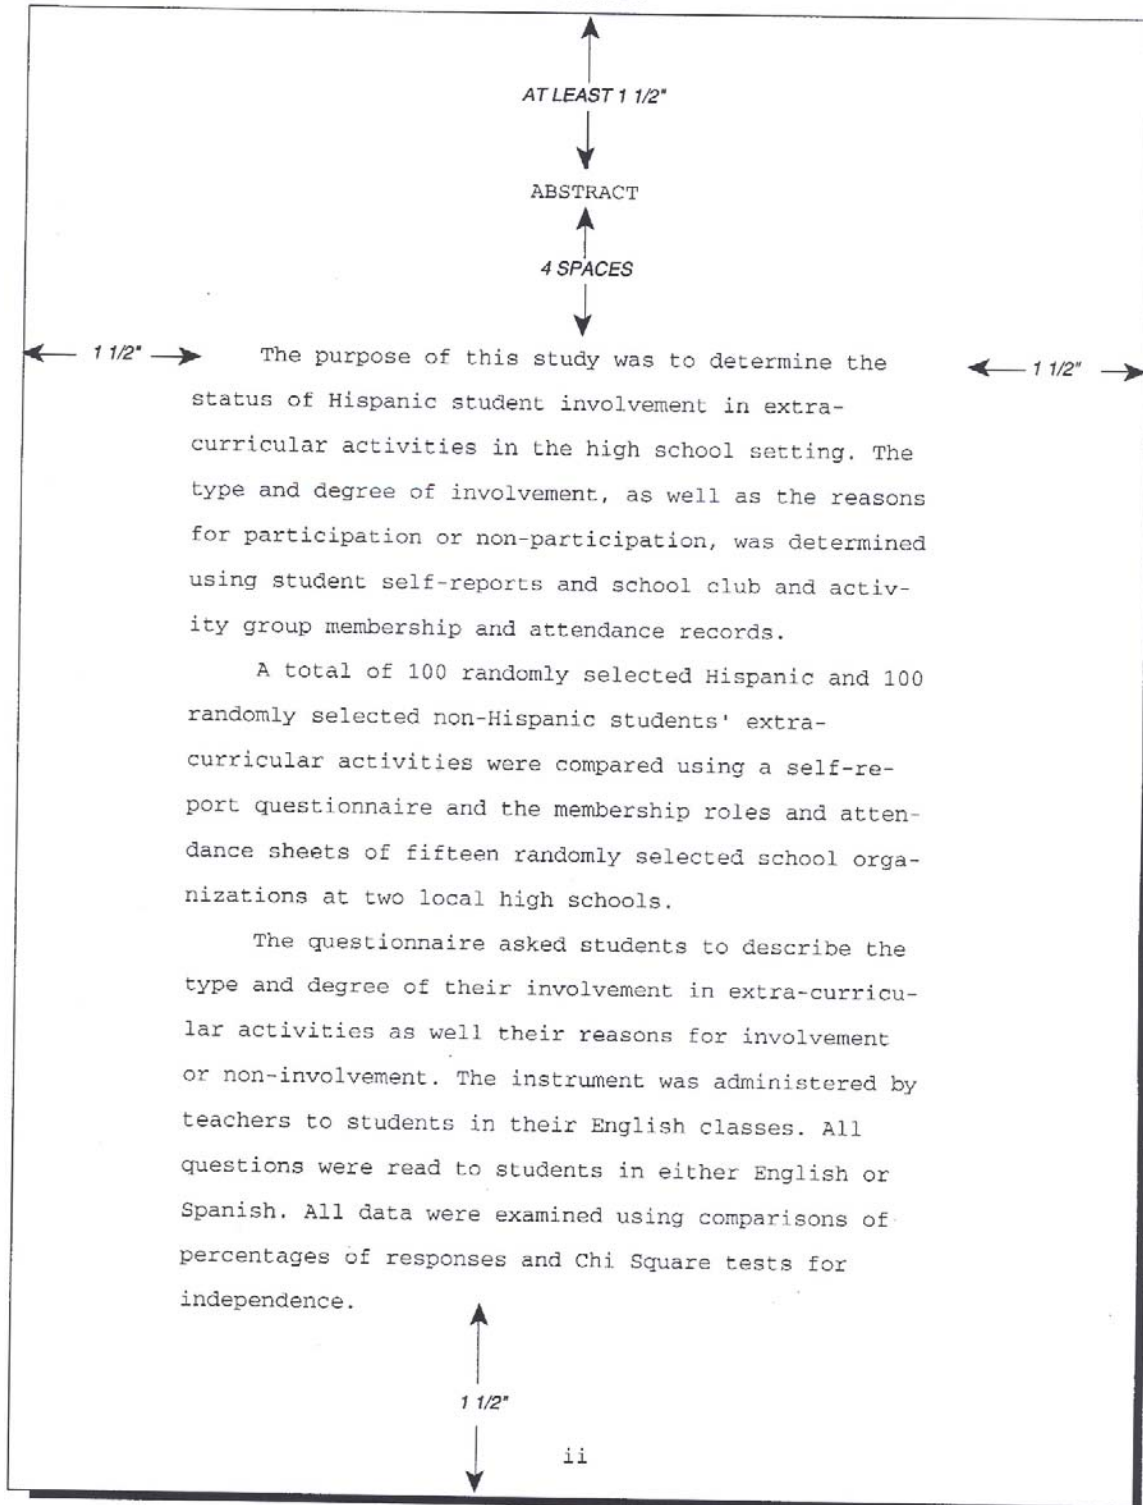 AT LEAST 1 1/2"
ABSTRACT
4 SPACES
1 1/2"
1 1/2"
The purpose of this study was to determine the
status of Hispanic student involvement in extra-
curricular activities in the high school setting. The
type and degree of involvement, as well as the reasons
for participation or non-participation, was determined
using student self-reports and school club and activ-
ity group membership and attendance records.
A total of 100 randomly selected Hispanic and 100
randomly selected non-Hispanic students' extra-
curricular activities were compared using a self-re-
port questionnaire and the membership roles and atten-
dance sheets of fifteen randomly selected school orga-
nizations at two local high schools.
The questionnaire asked students to describe the
type and degree of their involvement in extra-curricu-
lar activities as well their reasons for involvement
or non-involvement. The instrument was administered by
teachers to students in their English classes. All
questions were read to students in either English or
Spanish. All data were examined using comparisons of
percentages of responses and Chi Square tests for
independence.
1 1/2"
ii